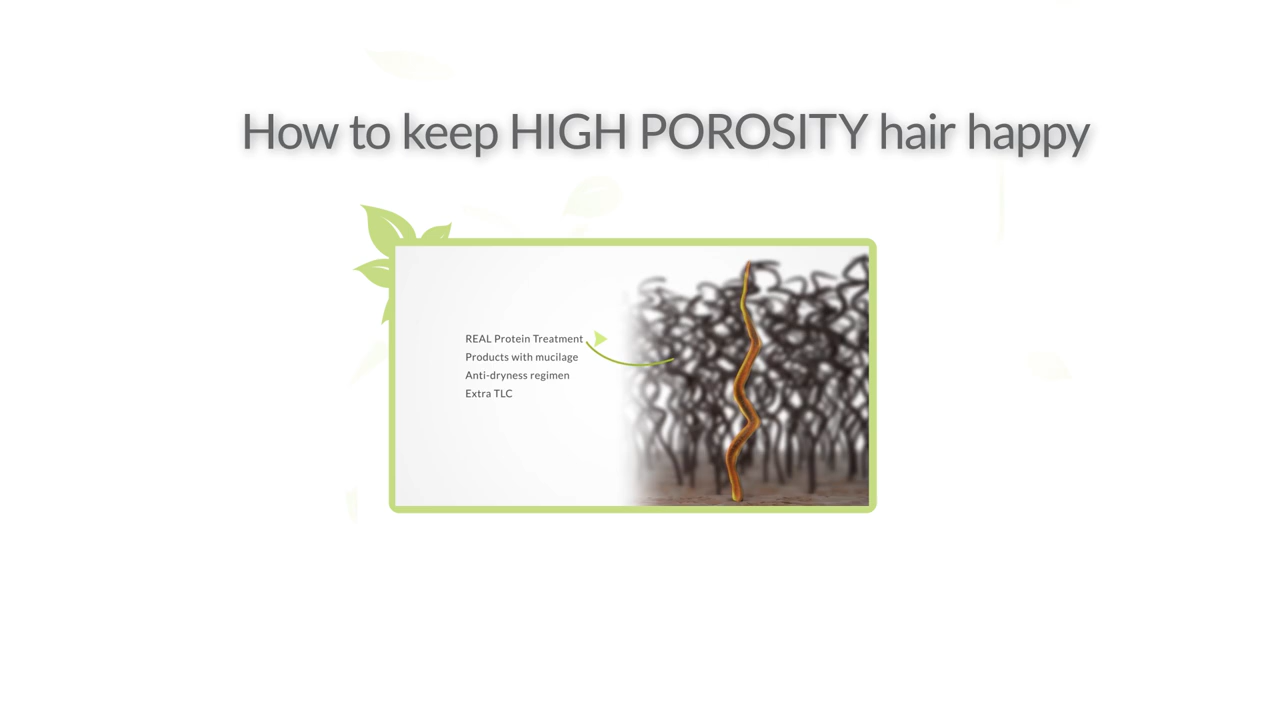 How to keep HIGH POROSITY hair happy
REAL Protein Treatment
Products with mucilage
Anti-dryness regimen
Extra TLC